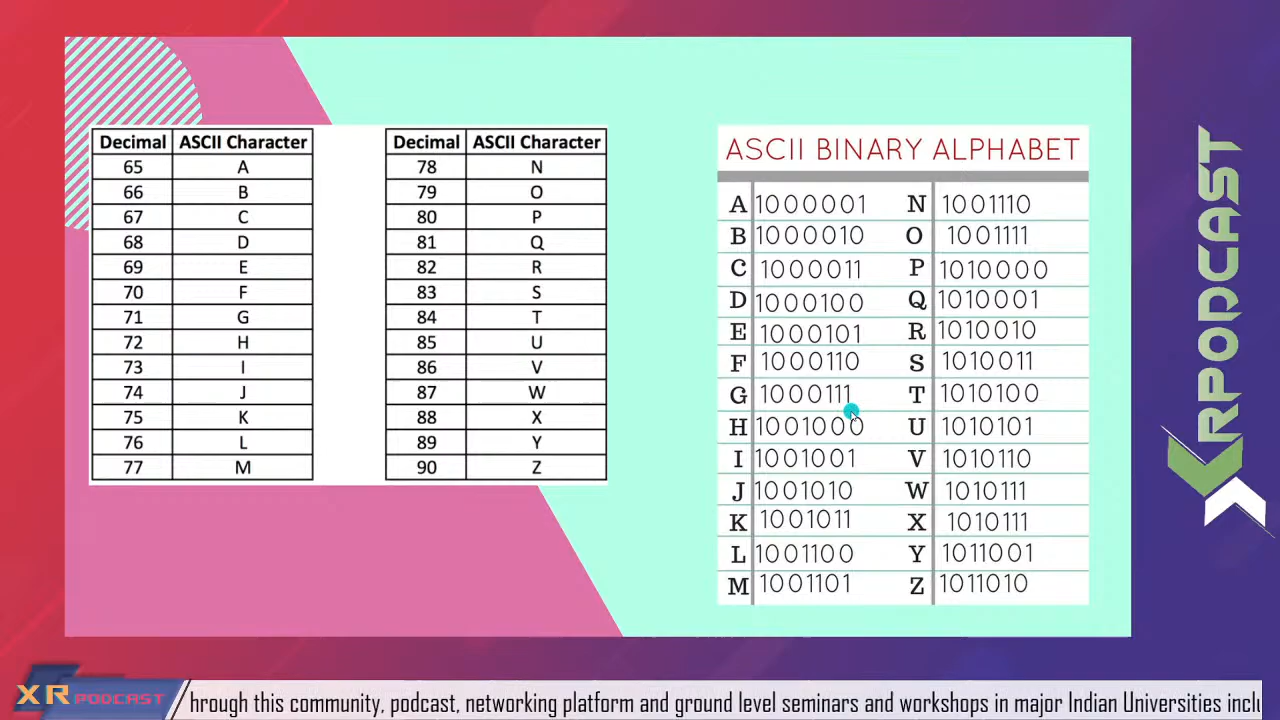 Decimal ASCII Character
65 A
66 B
67 C
68 D
69 E
70 F
71 G
72 H
73 I
74 J
75 K
76 L
77 M
Decimal ASCII Character
78 N
79 O
80 P
81 Q
82 R
83 S
84 T
85 U
86 V
87 W
88 X
89 Y
90 Z
ASCII BINARY ALPHABET
A 1000001 N 1001110
B 1000010 O 1001111
C 1000011 P 1010000
D 1000100 Q 1010001
E 1000101 R 1010010
F 1000110 S 1010011
G 1000111 T 1010100
H 1001000 U 1010101
I 1001001 V 1010110
J 1001010 W 1010111
K 1001011 X 1010111
L 1001100 Y 1011001
M 1001101 Z 1011010
XRPODCAST
XR PODCAST
hrough this community, podcast, networking platform and ground level seminars and workshops in major Indian Universities inclu